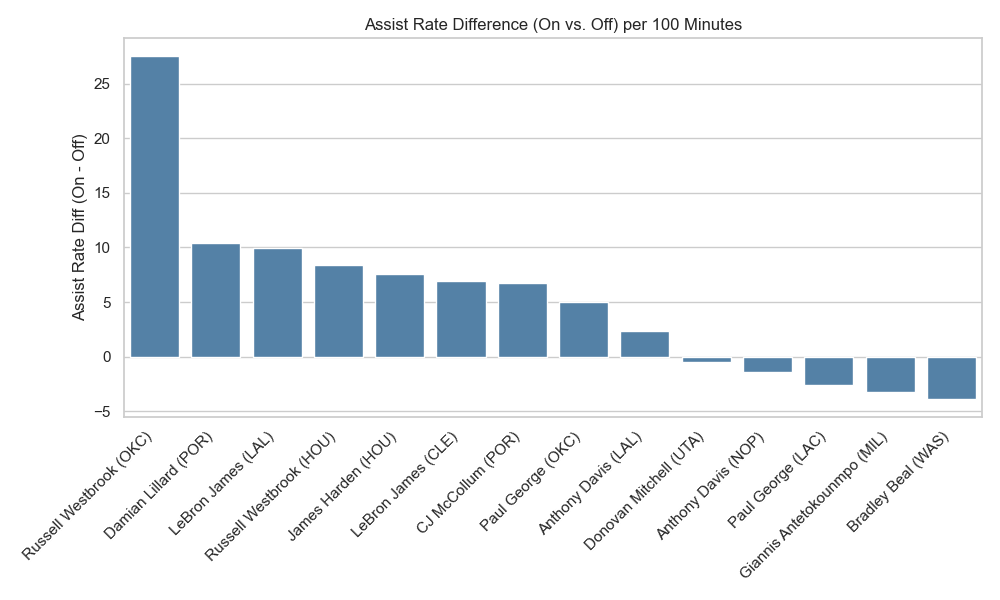 Assist Rate Difference (On vs. Off) per 100 Minutes
Assist Rate Diff (On - Off)
25
20
15
10
5
0
−5
Russell Westbrook (OKC)
Damian Lillard (POR)
LeBron James (LAL)
Russell Westbrook (HOU)
James Harden (HOU)
LeBron James (CLE)
CJ McCollum (POR)
Paul George (OKC)
Anthony Davis (LAL)
Donovan Mitchell (UTA)
Anthony Davis (NOP)
Paul George (LAC)
Giannis Antetokounmpo (MIL)
Bradley Beal (WAS)